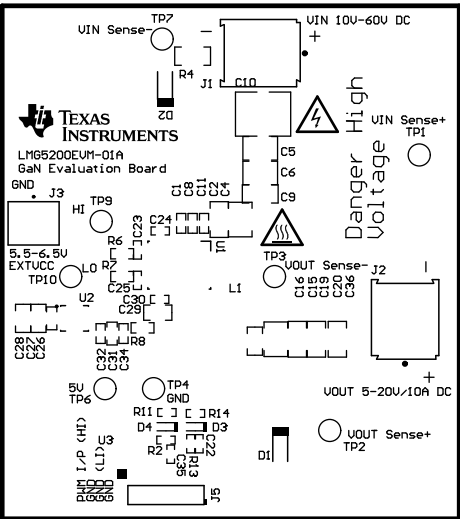 TP7
VIN Sense-
VIN 10V-60V DC
+
R4
J1
C10
D2
TEXAS
INSTRUMENTS
LMG5200EVM-01A
GaN Evaluation Board
Danger High
Voltage
VIN Sense+
TP1
C5
C6
C9
GND
J3
HI
TP9
C1
C8
C11
C2
C4
C24
C23
R6
U1
5.5-6.5V
EXTVCC
LO
TP10
R7
C25
TP3
VOUT Sense-
J2
L1
C16
C15
C19
C20
C36
U2
C30
C29
R8
C28
C27
C26
C32
C31
C34
5V
TP6
TP4
GND
VOUT 5-20V/10A DC
+
R11
R14
D4
D3
R2
C35
R13
C22
D1
VOUT Sense+
TP2
U3
PWM I/P (HI)
GND
(LI)
GND
J5